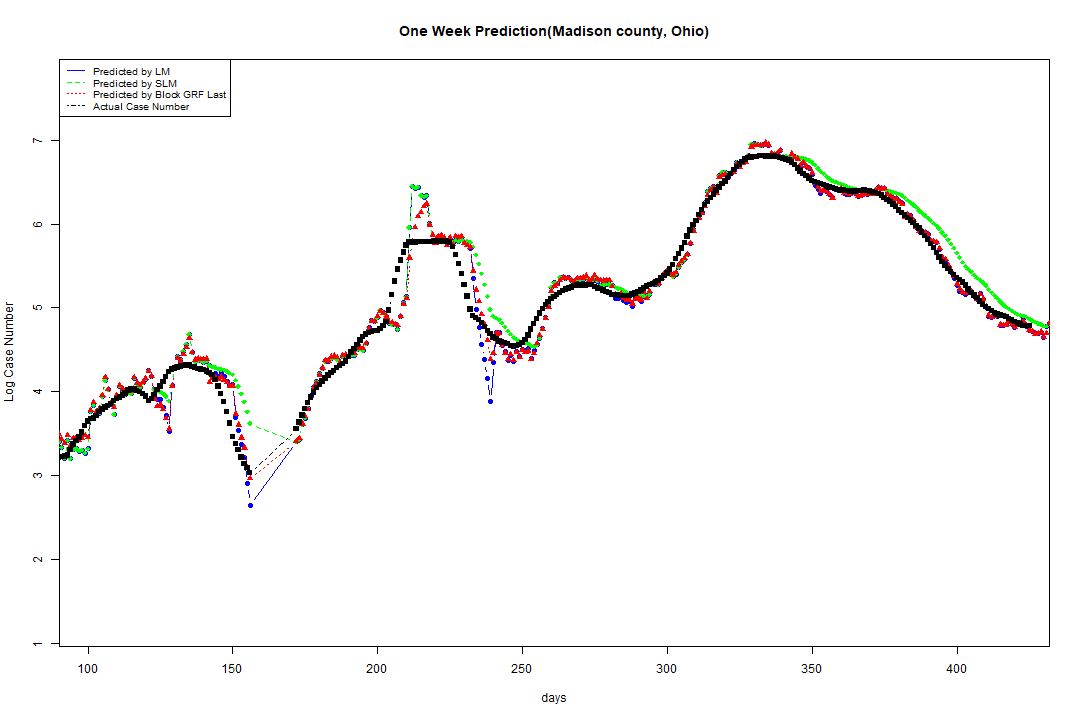 One Week Prediction(Madison county, Ohio)
Predicted by LM
Predicted by SLM
Predicted by Block GRF Last
Actual Case Number
Log Case Number
7
6
5
4
3
2
1
100 150 200 250 300 350 400
days